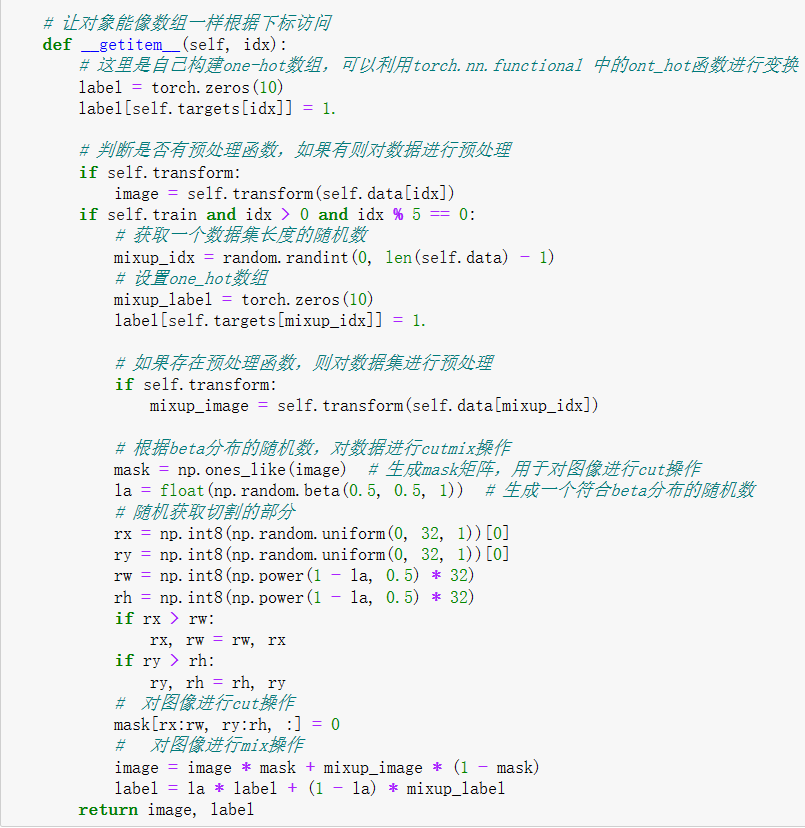 # 让对象能像数组一样根据下标访问
def __getitem__(self, idx):
# 这里是自己构建one-hot数组，可以利用torch.nn.functional 中的ont_hot函数进行变换
label = torch.zeros(10)
label[self.targets[idx]] = 1.
# 判断是否有预处理函数，如果有则对数据进行预处理
if self.transform:
image = self.transform(self.data[idx])
if self.train and idx > 0 and idx % 5 == 0:
# 获取一个数据集长度的随机数
mixup_idx = random.randint(0, len(self.data) - 1)
# 设置one_hot数组
mixup_label = torch.zeros(10)
label[self.targets[mixup_idx]] = 1.
# 如果存在预处理函数，则对数据集进行预处理
if self.transform:
mixup_image = self.transform(self.data[mixup_idx])
# 根据beta分布的随机数，对数据进行cutmix操作
mask = np.ones_like(image)  # 生成mask矩阵，用于对图像进行cut操作
la = float(np.random.beta(0.5, 0.5, 1))  # 生成一个符合beta分布的随机数
# 随机获取切割的部分
rx = np.int8(np.random.uniform(0, 32, 1))[0]
ry = np.int8(np.random.uniform(0, 32, 1))[0]
rw = np.int8(np.power(1 - la, 0.5) * 32)
rh = np.int8(np.power(1 - la, 0.5) * 32)
if rx > rw:
rx, rw = rw, rx
if ry > rh:
ry, rh = rh, ry
#  对图像进行cut操作
mask[rx:rw, ry:rh, :] = 0
#   对图像进行mix操作
image = image * mask + mixup_image * (1 - mask)
label = la * label + (1 - la) * mixup_label
return image, label